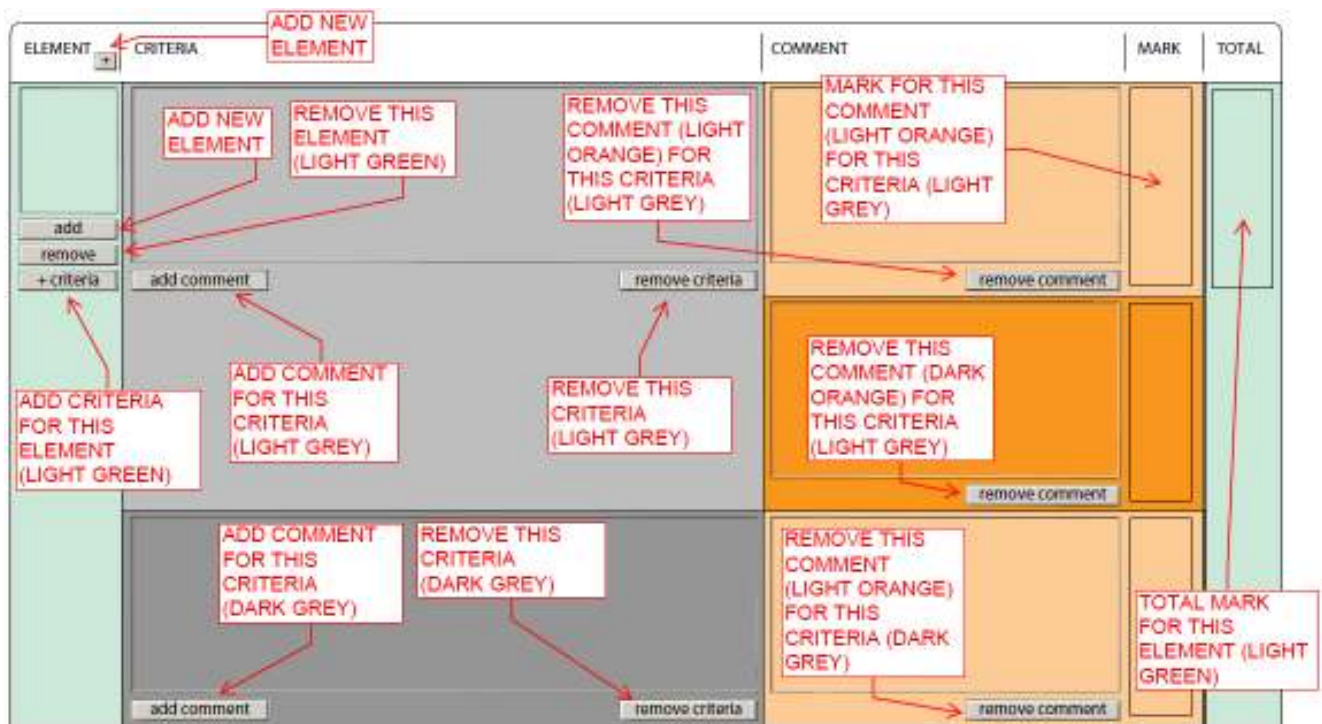 ADD NEW
ELEMENT
ELEMENT
+
CRITERIA
COMMENT
MARK
TOTAL
ADD NEW
ELEMENT
REMOVE THIS
ELEMENT
(LIGHT GREEN)
REMOVE THIS
COMMENT (LIGHT
ORANGE) FOR
THIS CRITERIA
(LIGHT GREY)
MARK FOR THIS
COMMENT
(LIGHT ORANGE)
FOR THIS
CRITERIA (LIGHT
GREY)
add
remove
+ criteria
add comment
remove criteria
remove comment
ADD CRITERIA
FOR THIS
ELEMENT
(LIGHT GREEN)
ADD COMMENT
FOR THIS
CRITERIA
(LIGHT GREY)
REMOVE THIS
CRITERIA
(LIGHT GREY)
REMOVE THIS
COMMENT (DARK
ORANGE) FOR
THIS CRITERIA
(LIGHT GREY)
remove comment
ADD COMMENT
FOR THIS
CRITERIA
(DARK GREY)
REMOVE THIS
CRITERIA
(DARK GREY)
REMOVE THIS
COMMENT
(LIGHT ORANGE)
FOR THIS
CRITERIA (DARK
GREY)
TOTAL MARK
FOR THIS
ELEMENT (LIGHT
GREEN)
add comment
remove criteria
remove comment